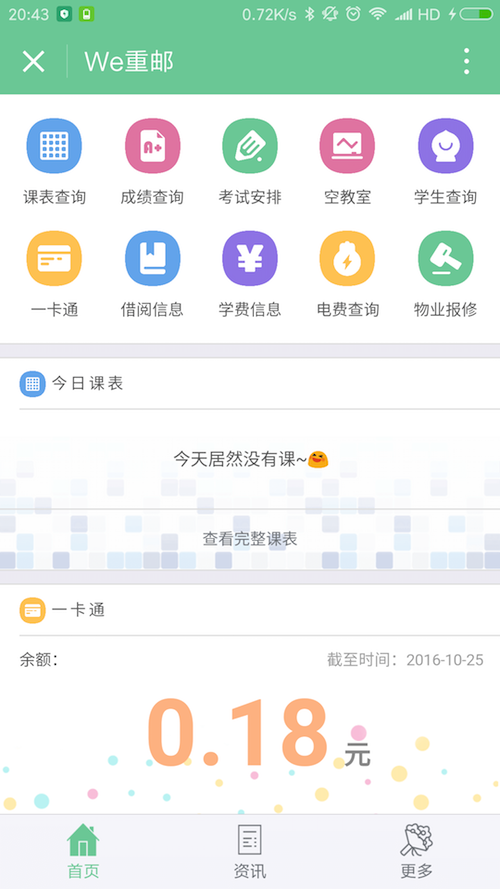 20:43 0.72K/s HD
We重邮
课表查询 成绩查询 考试安排 空教室 学生查询
一卡通 借阅信息 学费信息 电费查询 物业报修
今日课表
今天居然没有课~
查看完整课表
一卡通
余额: 截至时间: 2016-10-25
0.18 元
首页 资讯 更多